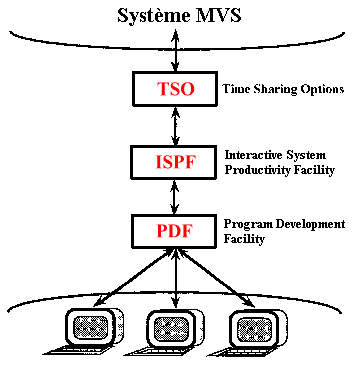 Système MVS
TSO
Time Sharing Options
ISPF
Interactive System
Productivity Facility
PDF
Program Development
Facility